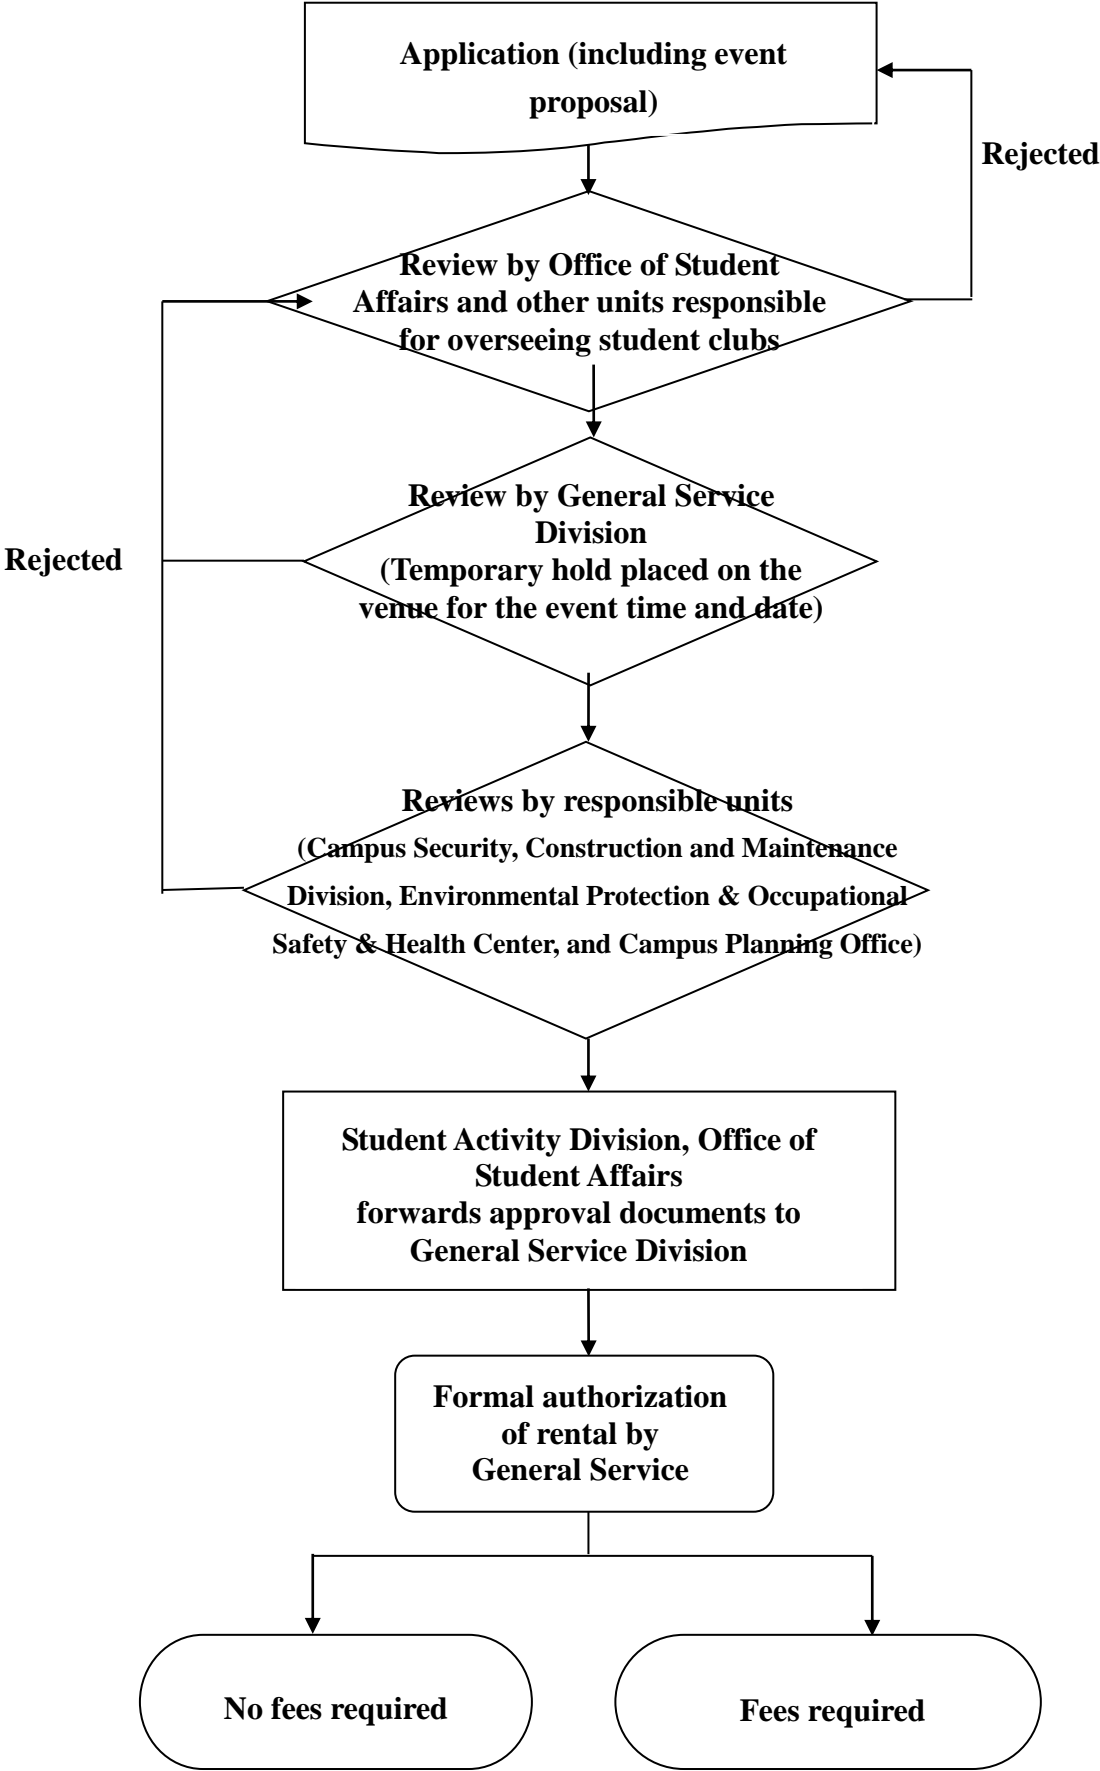 Application (including event
proposal)
Rejected
Review by Office of Student
Affairs and other units responsible
for overseeing student clubs
Review by General Service
Division
(Temporary hold placed on the
venue for the event time and date)
Rejected
Reviews by responsible units
(Campus Security, Construction and Maintenance
Division, Environmental Protection & Occupational
Safety & Health Center, and Campus Planning Office)
Student Activity Division, Office of
Student Affairs
forwards approval documents to
General Service Division
Formal authorization
of rental by
General Service
No fees required
Fees required